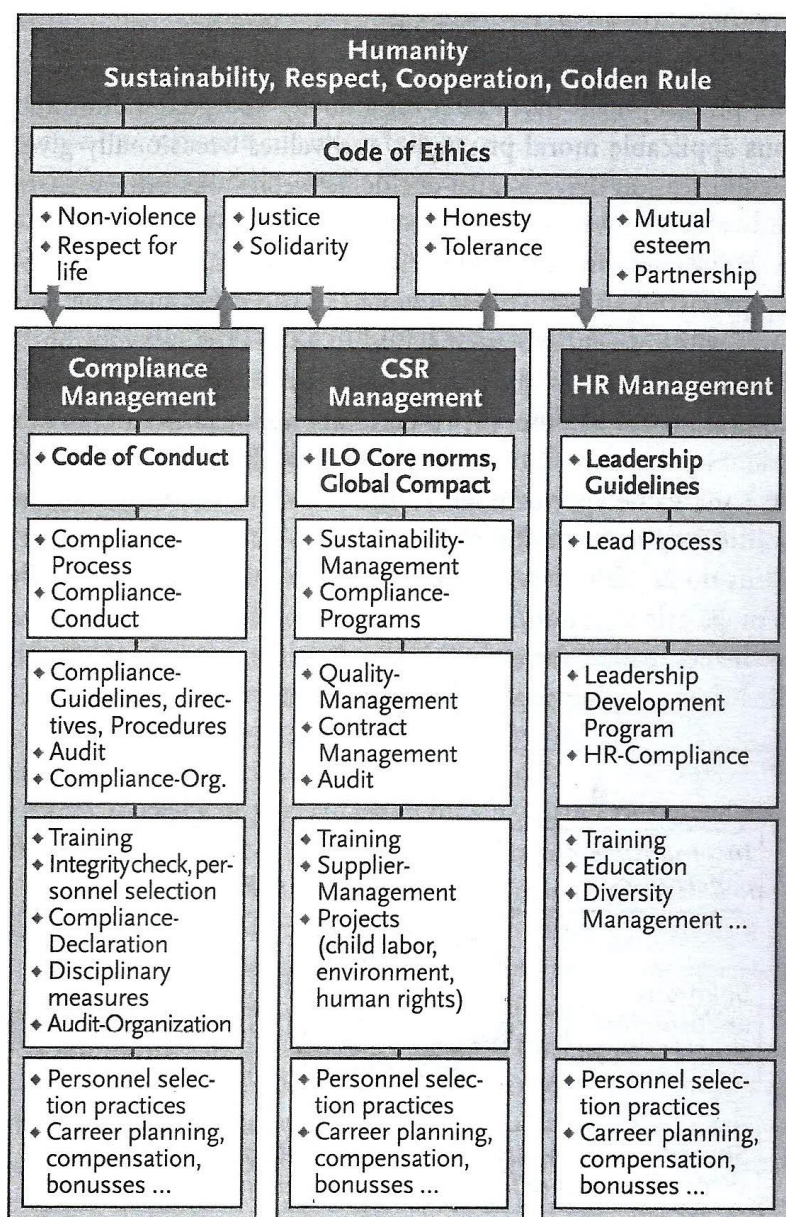 Humanity
Sustainability, Respect, Cooperation, Golden Rule
Code of Ethics
◆ Non-violence
◆ Respect for
life
◆ Justice
◆ Solidarity
◆ Honesty
◆ Tolerance
◆ Mutual
esteem
◆ Partnership
Compliance
Management
◆ Code of Conduct
◆ Compliance-
Process
◆ Compliance-
Conduct
◆ Compliance-
Guidelines, direc-
tives, Procedures
◆ Audit
◆ Compliance-Org.
◆ Training
◆ Integrity check, per-
sonnel selection
◆ Compliance-
Declaration
◆ Disciplinary
measures
◆ Audit-Organization
◆ Personnel selec-
tion practices
◆ Carreer planning,
compensation,
bonusses ...
CSR
Management
◆ ILO Core norms,
Global Compact
◆ Sustainability-
Management
◆ Compliance-
Programs
◆ Quality-
Management
◆ Contract
Management
◆ Audit
◆ Training
◆ Supplier-
Management
◆ Projects
(child labor,
environment,
human rights)
◆ Personnel selec-
tion practices
◆ Carreer planning,
compensation,
bonusses ...
HR Management
◆ Leadership
Guidelines
◆ Lead Process
◆ Leadership
Development
Program
◆ HR-Compliance
◆ Training
◆ Education
◆ Diversity
Management ...
◆ Personnel selec-
tion practices
◆ Carreer planning,
compensation,
bonusses ...